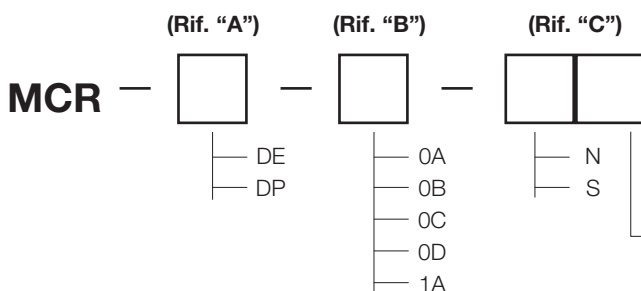 (Rif. “A”) (Rif. “B”) (Rif. “C”)
MCR — — —
DE 0A N
DP 0B S
0C
0D
1A